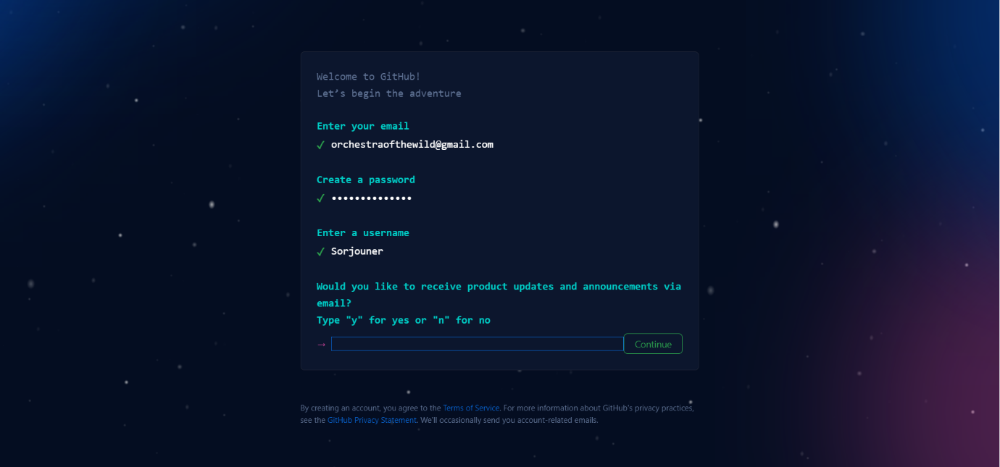 Welcome to GitHub!
Let’s begin the adventure
Enter your email
✓ orchestraofthewild@gmail.com
Create a password
✓ ••••••••••••••
Enter a username
✓ Sorjouner
Would you like to receive product updates and announcements via
email?
Type "y" for yes or "n" for no
→ Continue
By creating an account, you agree to the Terms of Service. For more information about GitHub's privacy practices,
see the GitHub Privacy Statement. We'll occasionally send you account-related emails.